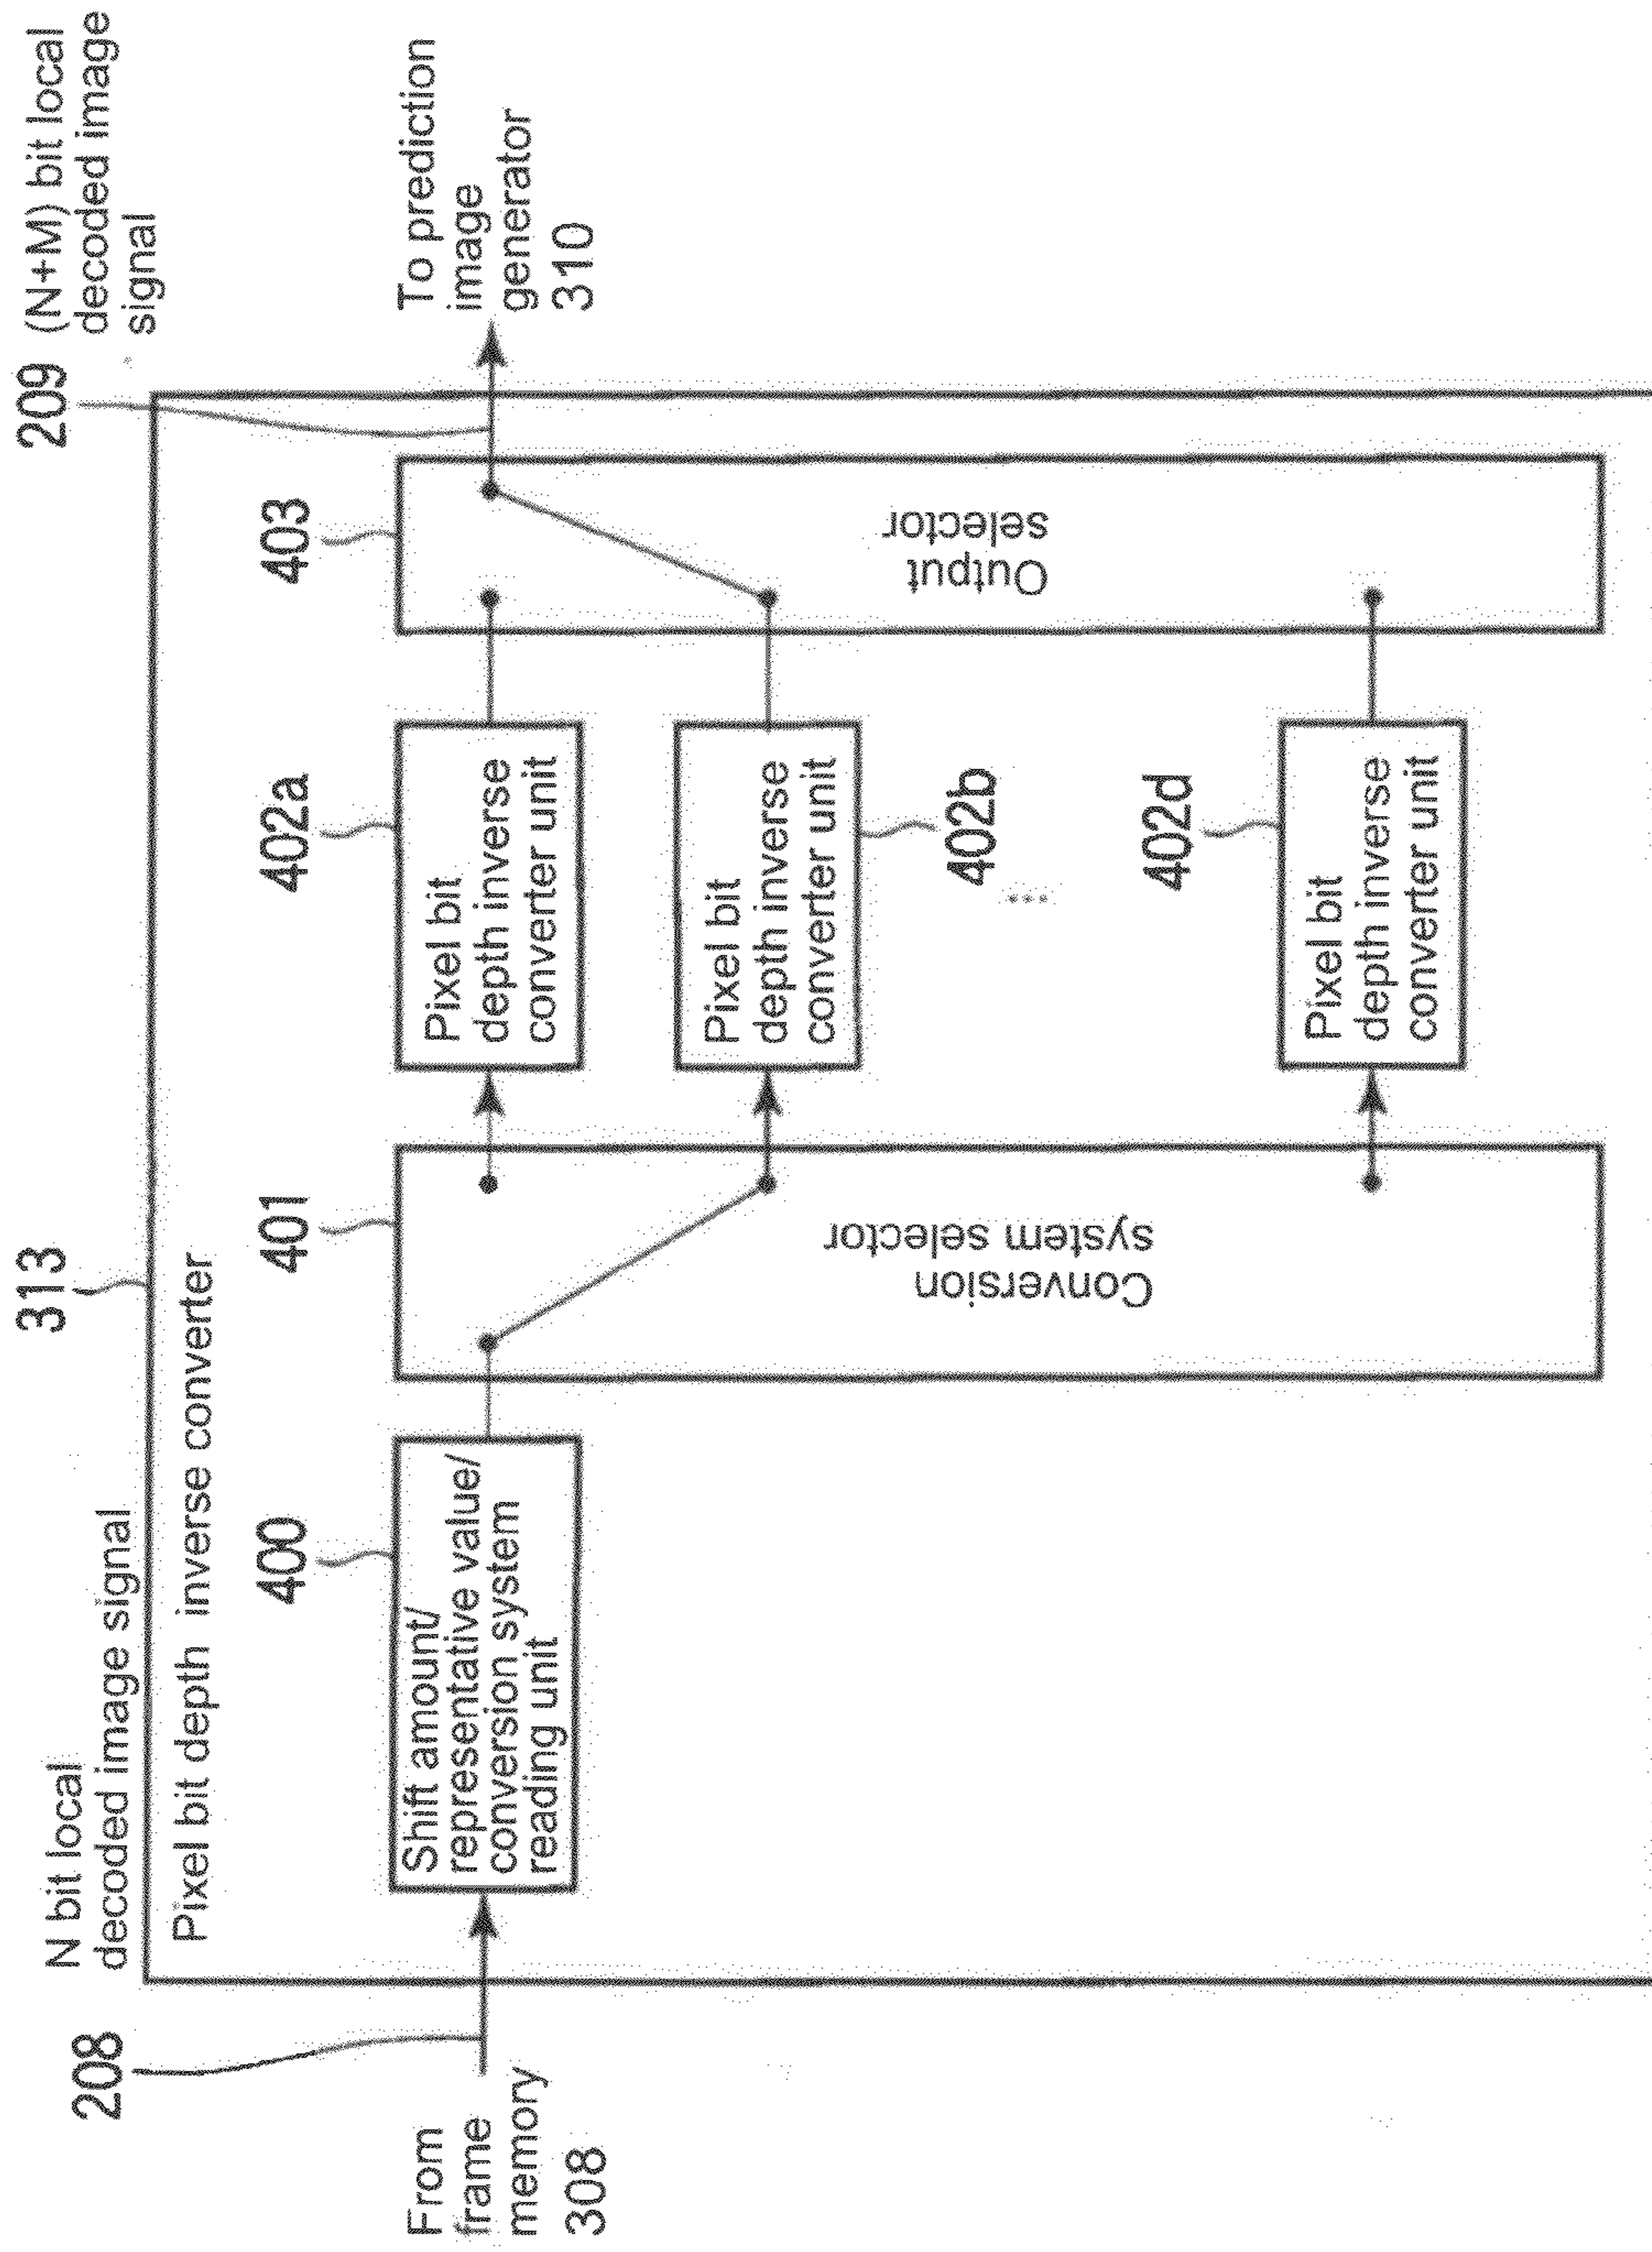 N bit local
decoded image signal
313
209
(N+M) bit local
decoded image
signal
208
Pixel bit depth inverse converter
From
frame
memory
308
400
Shift amount/
representative value/
conversion system
reading unit
401
Conversion
system selector
402a
Pixel bit
depth inverse
converter unit
Pixel bit
depth inverse
converter unit
402b
...
402d
Pixel bit
depth inverse
converter unit
403
Output
selector
To prediction
image
generator
310